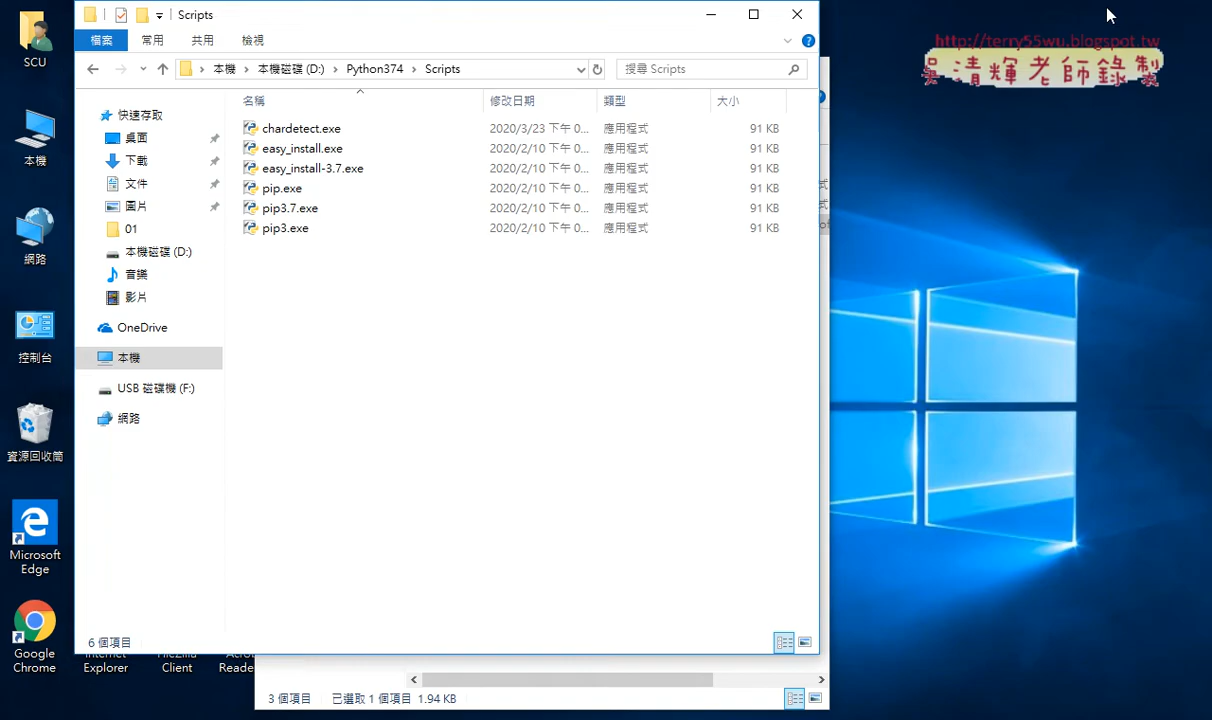 Scripts
檔案 常用 共用 檢視
本機 本機磁碟 (D:) Python374 Scripts 搜尋 Scripts
名稱 修改日期 類型 大小
chardetect.exe 2020/3/23 下午 0... 應用程式 91 KB
easy_install.exe 2020/2/10 下午 0... 應用程式 91 KB
easy_install-3.7.exe 2020/2/10 下午 0... 應用程式 91 KB
pip.exe 2020/2/10 下午 0... 應用程式 91 KB
pip3.7.exe 2020/2/10 下午 0... 應用程式 91 KB
pip3.exe 2020/2/10 下午 0... 應用程式 91 KB
快速存取
桌面
下載
文件
圖片
01
本機磁碟 (D:)
音樂
影片
OneDrive
本機
USB 磁碟機 (F:)
網路
6 個項目
3 個項目 已選取 1 個項目 1.94 KB
SCU
本機
網路
控制台
資源回收筒
Microsoft
Edge
Google
Chrome
Explorer
Client
Reade
http://terry55wu.blogspot.tw
吳清輝老師錄製